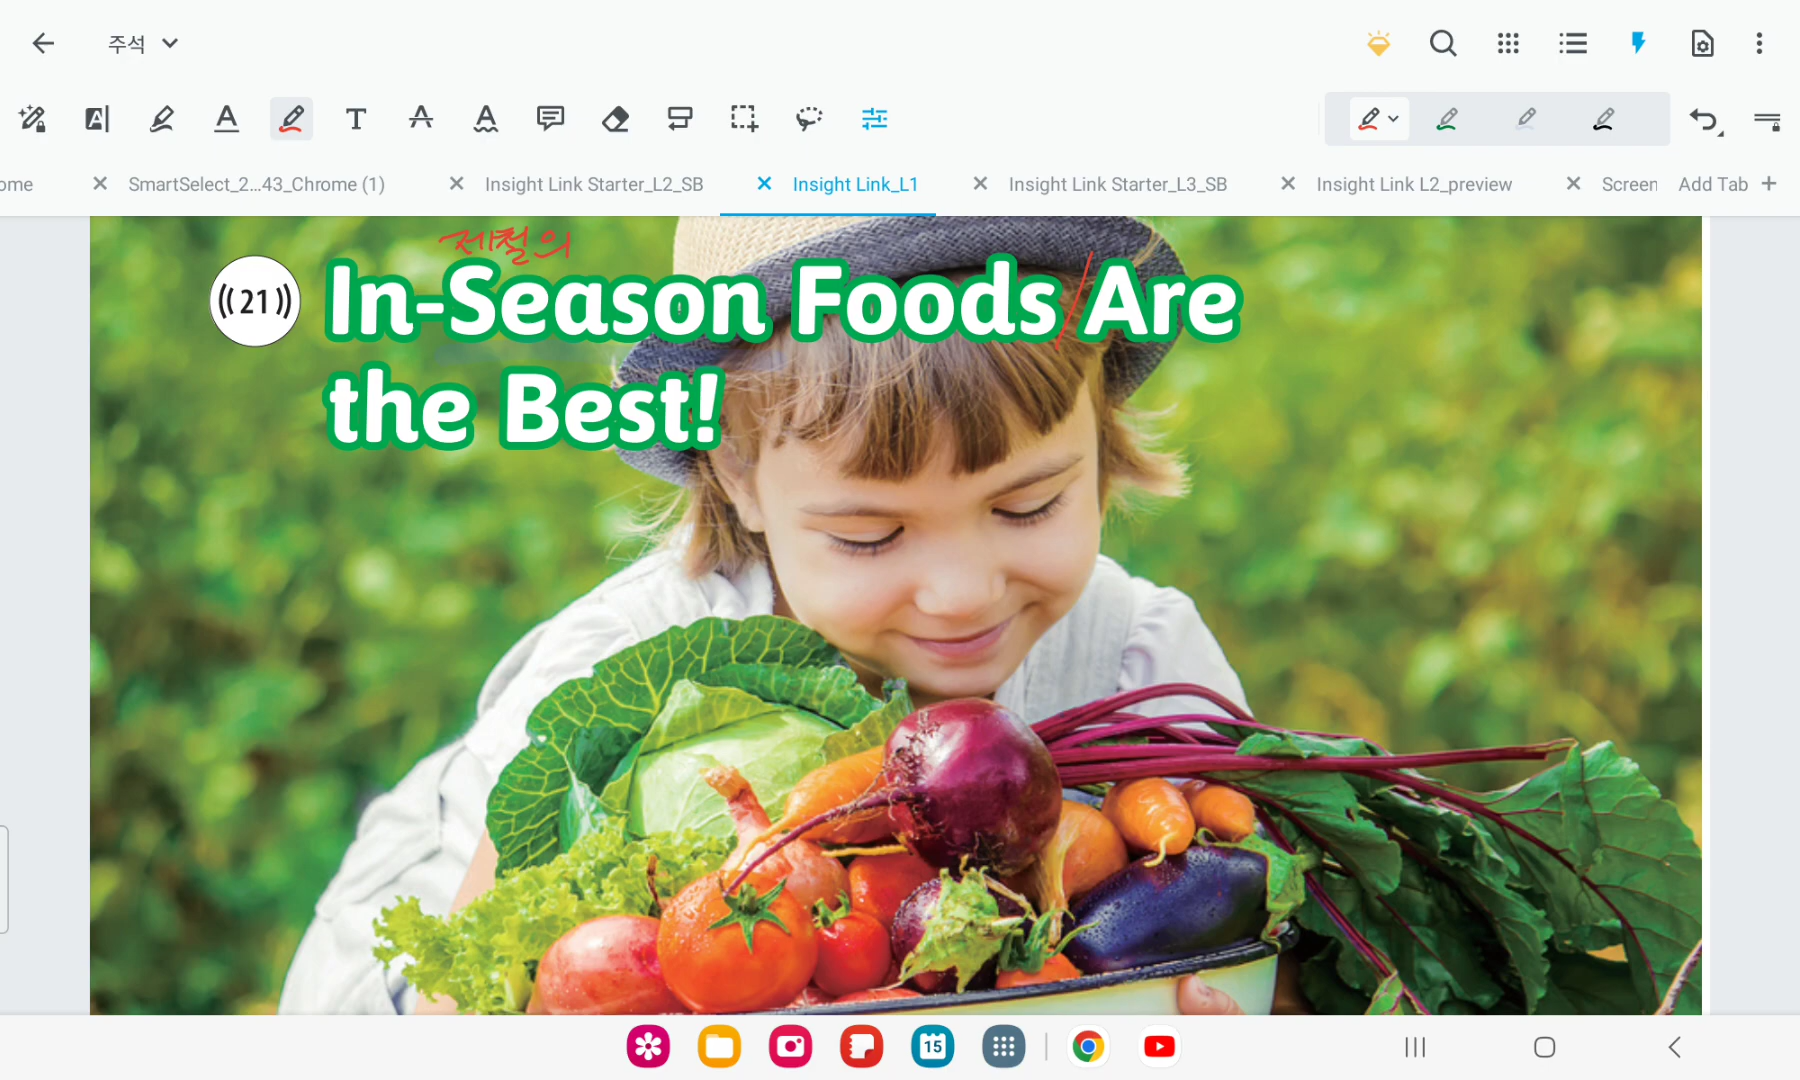 주석
ome
SmartSelect_2...43_Chrome (1)
Insight Link Starter_L2_SB
Insight Link_L1
Insight Link Starter_L3_SB
Insight Link L2_preview
Screen
Add Tab +
제철의
21
In-Season Foods / Are
the Best!
15